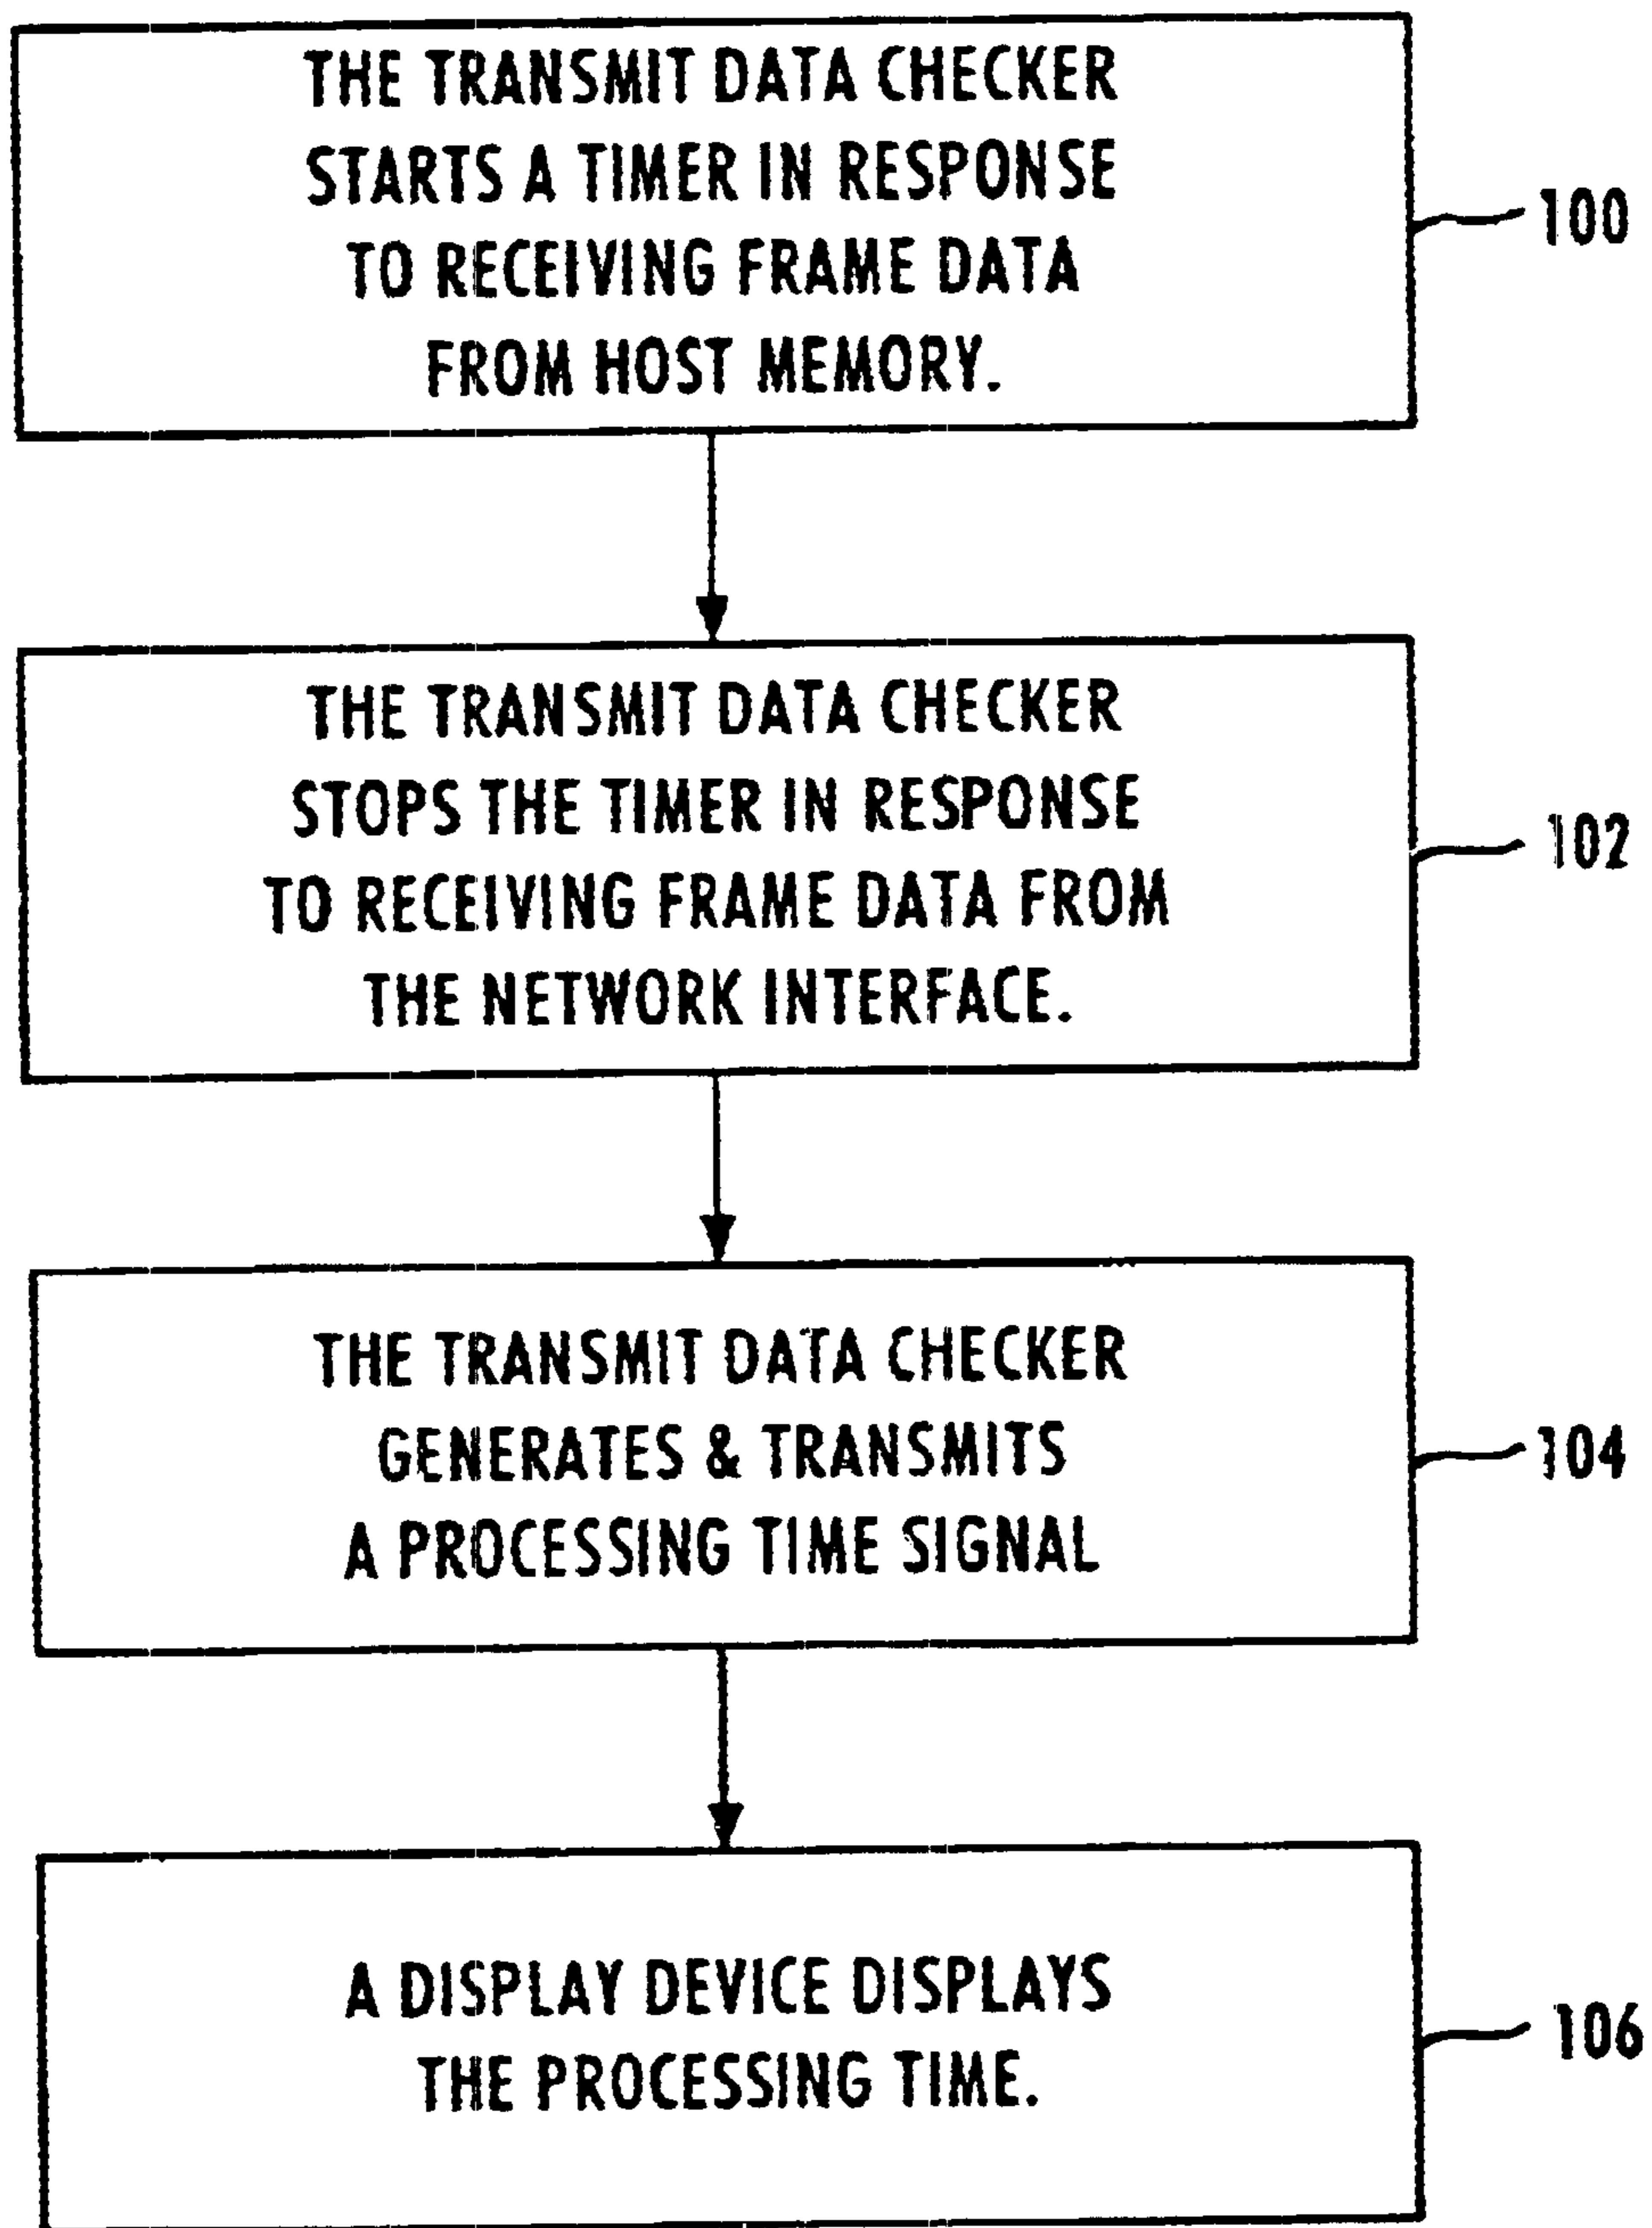 THE TRANSMIT DATA CHECKER
STARTS A TIMER IN RESPONSE
TO RECEIVING FRAME DATA
FROM HOST MEMORY.
100
THE TRANSMIT DATA CHECKER
STOPS THE TIMER IN RESPONSE
TO RECEIVING FRAME DATA FROM
THE NETWORK INTERFACE.
102
THE TRANSMIT DATA CHECKER
GENERATES & TRANSMITS
A PROCESSING TIME SIGNAL
104
A DISPLAY DEVICE DISPLAYS
THE PROCESSING TIME.
106